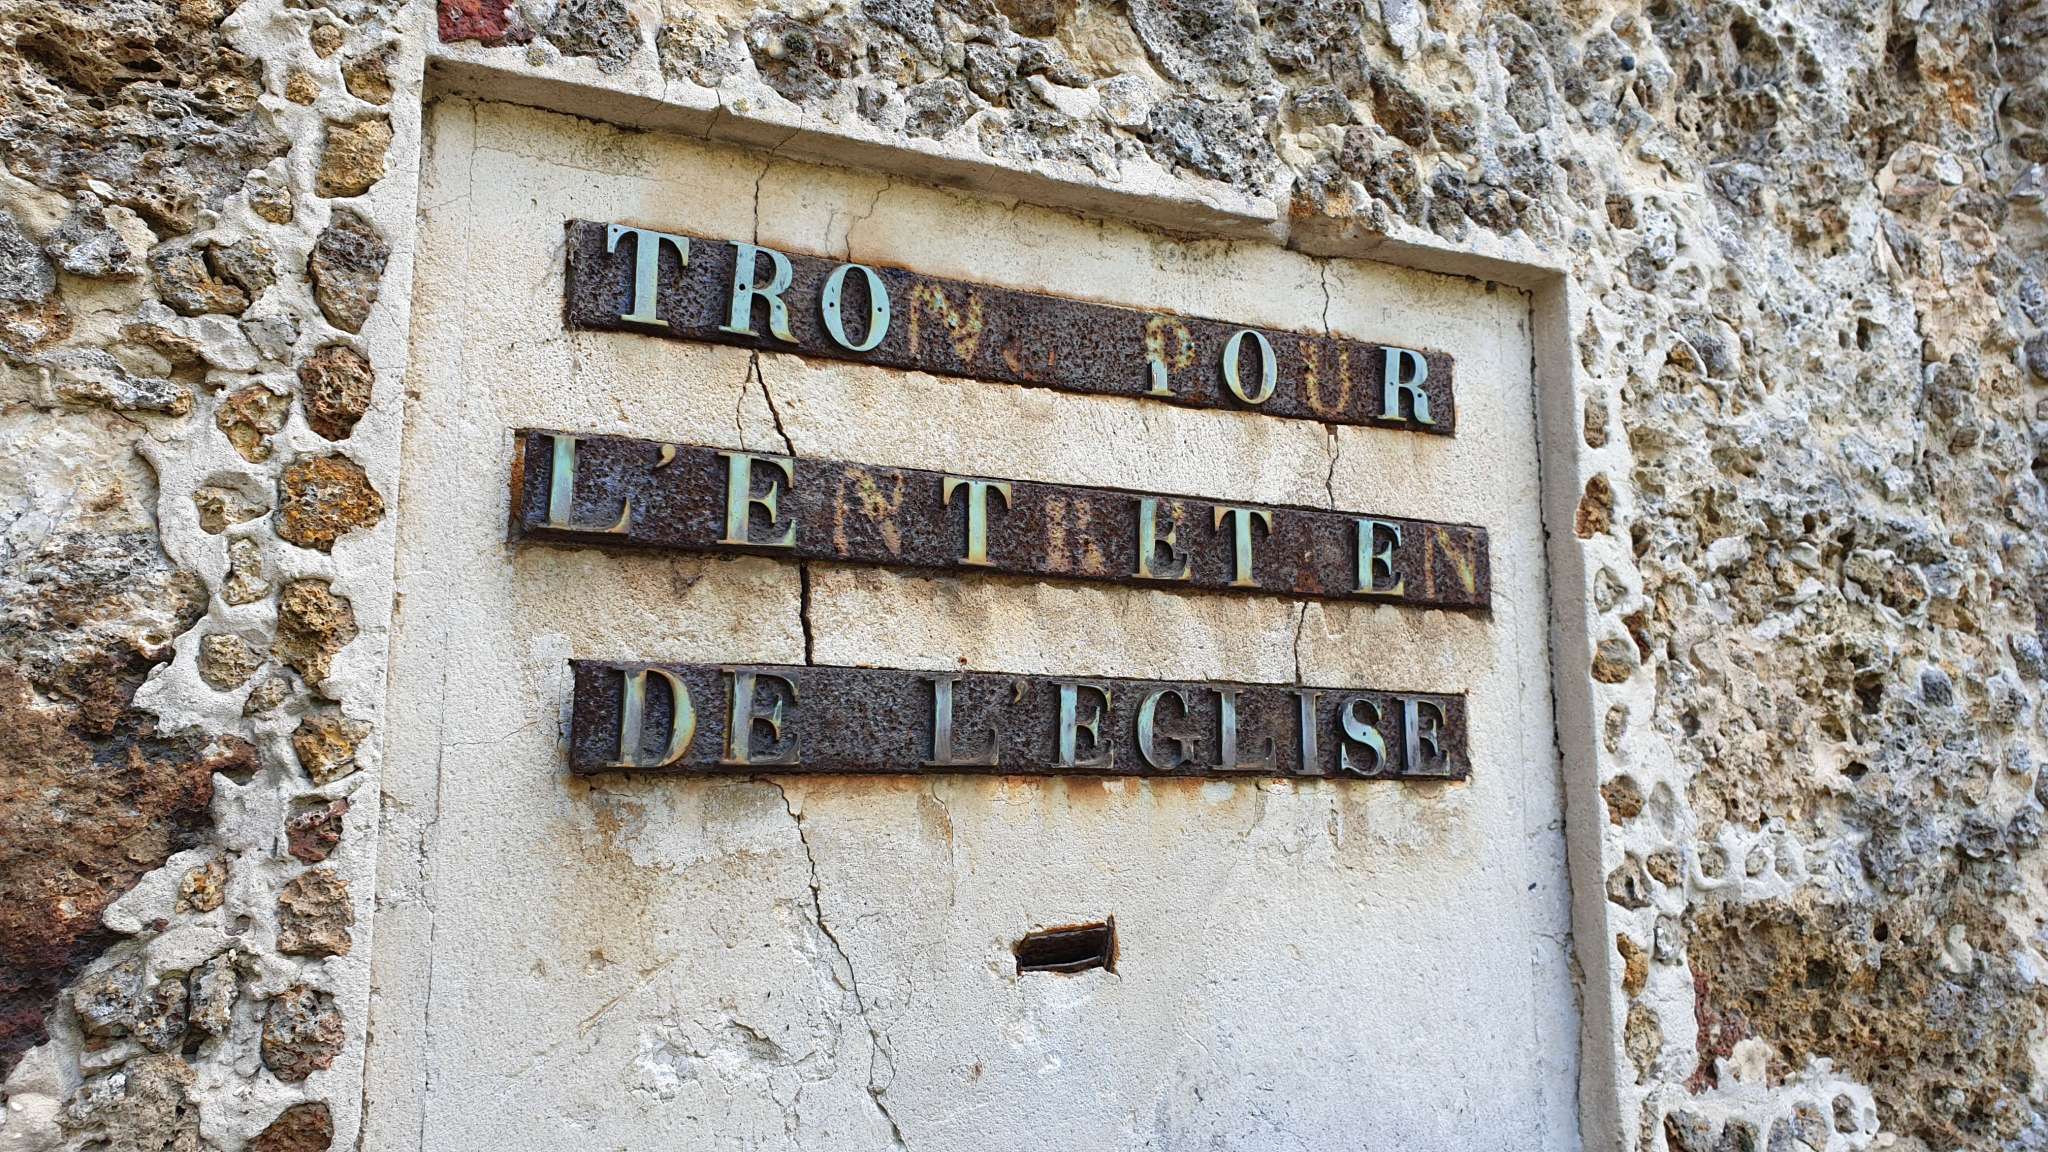 TRONC POUR
L'ENTRETIEN
DE L'EGLISE